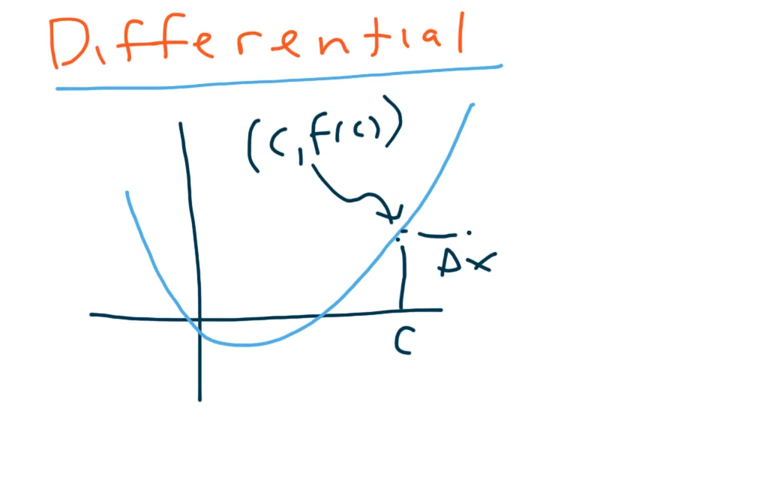 Differential
(c, f(c))
Δx
c